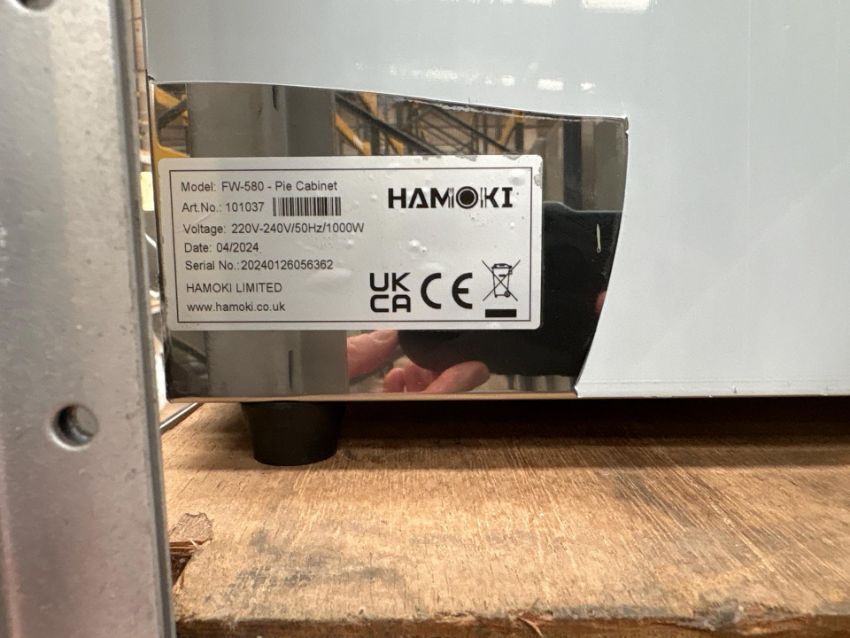 Model: FW-580 - Pie Cabinet
HAMOKI
Art.No.: 101037
Voltage: 220V-240V/50Hz/1000W
Date: 04/2024
Serial No.:20240126056362
HAMOKI LIMITED
www.hamoki.co.uk
UK
CA
CE